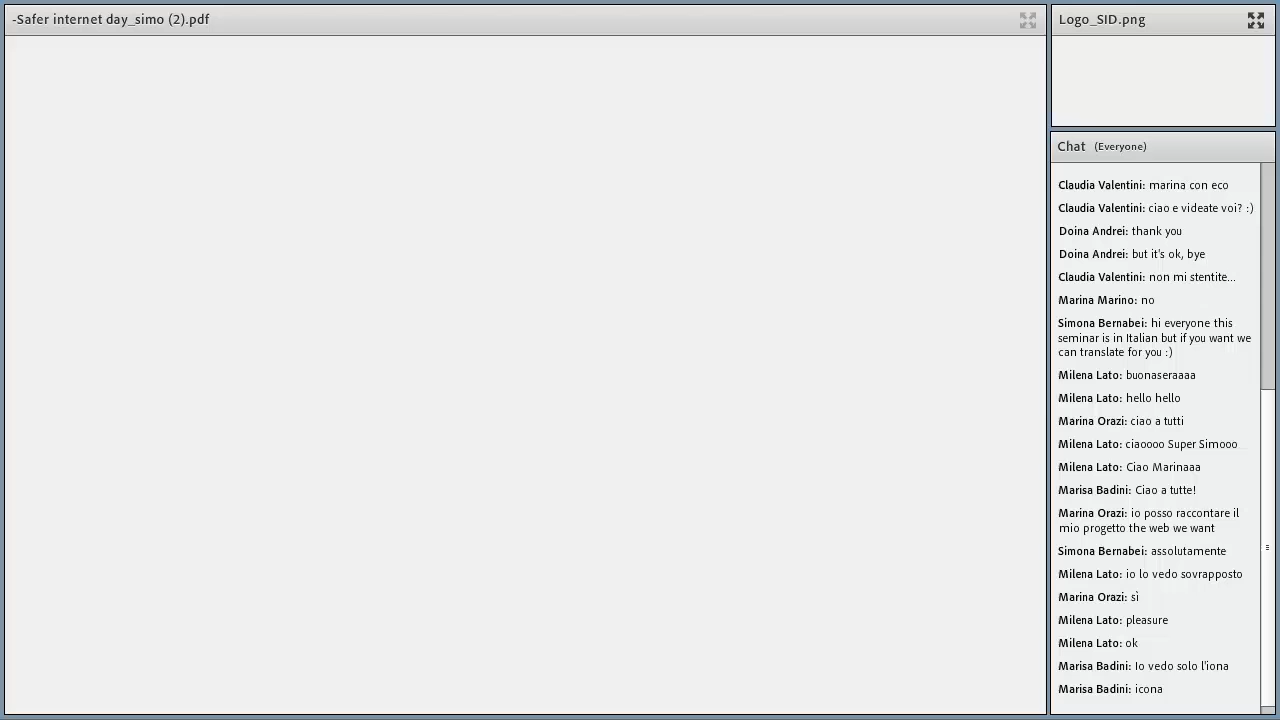 -Safer internet day_simo (2).pdf
Logo_SID.png
Chat (Everyone)
Claudia Valentini: marina con eco
Claudia Valentini: ciao e videate voi? :)
Doina Andrei: thank you
Doina Andrei: but it's ok, bye
Claudia Valentini: non mi stentite...
Marina Marino: no
Simona Bernabei: hi everyone this
seminar is in Italian but if you want we
can translate for you :)
Milena Lato: buonaseraaaa
Milena Lato: hello hello
Marina Orazi: ciao a tutti
Milena Lato: ciaoooo Super Simooo
Milena Lato: Ciao Marinaaa
Marisa Badini: Ciao a tutte!
Marina Orazi: io posso raccontare il
mio progetto the web we want
Simona Bernabei: assolutamente
Milena Lato: io lo vedo sovrapposto
Marina Orazi: sì
Milena Lato: pleasure
Milena Lato: ok
Marisa Badini: Io vedo solo l'iona
Marisa Badini: icona